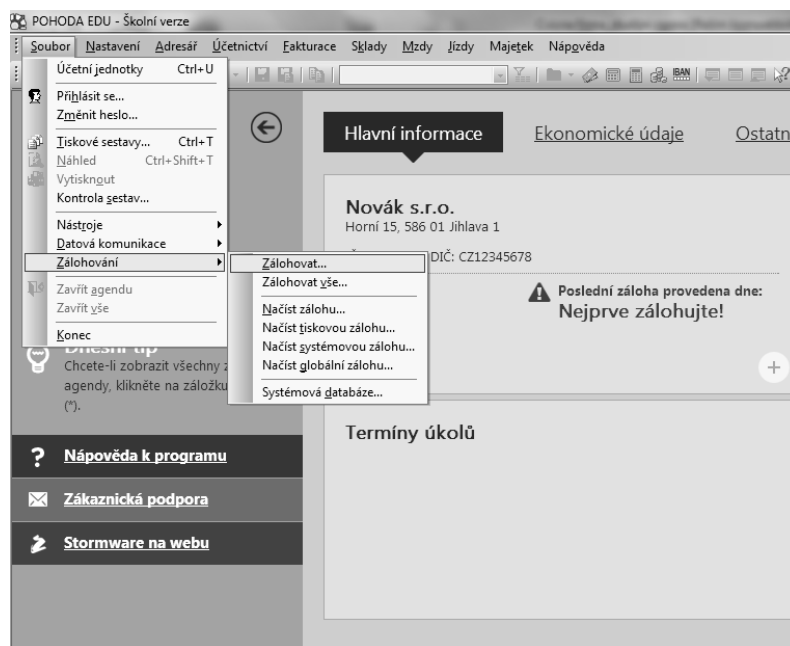 POHODA EDU - Školní verze
Soubor Nastavení Adresář Účetnictví Fakturace Sklady Mzdy Jízdy Majetek Nápověda
IBAN
Účetní jednotky Ctrl+U
Přihlásit se...
Změnit heslo...
Tiskové sestavy... Ctrl+T
Náhled Ctrl+Shift+T
Vytisknout
Kontrola sestav...
Nástroje
Datová komunikace
Zálohování
Zavřít agendu
Zavřít vše
Konec
Zálohovat...
Zálohovat vše...
Načíst zálohu...
Načíst tiskovou zálohu...
Načíst systémovou zálohu...
Načíst globální zálohu...
Systémová databáze...
Hlavní informace Ekonomické údaje Ostatn
Novák s.r.o.
Horní 15, 586 01 Jihlava 1
DIČ: CZ12345678
Poslední záloha provedena dne:
Nejprve zálohujte!
Termíny úkolů
Dnešní tip
Chcete-li zobrazit všechny z
agendy, klikněte na záložku
(*).
Nápověda k programu
Zákaznická podpora
Stormware na webu